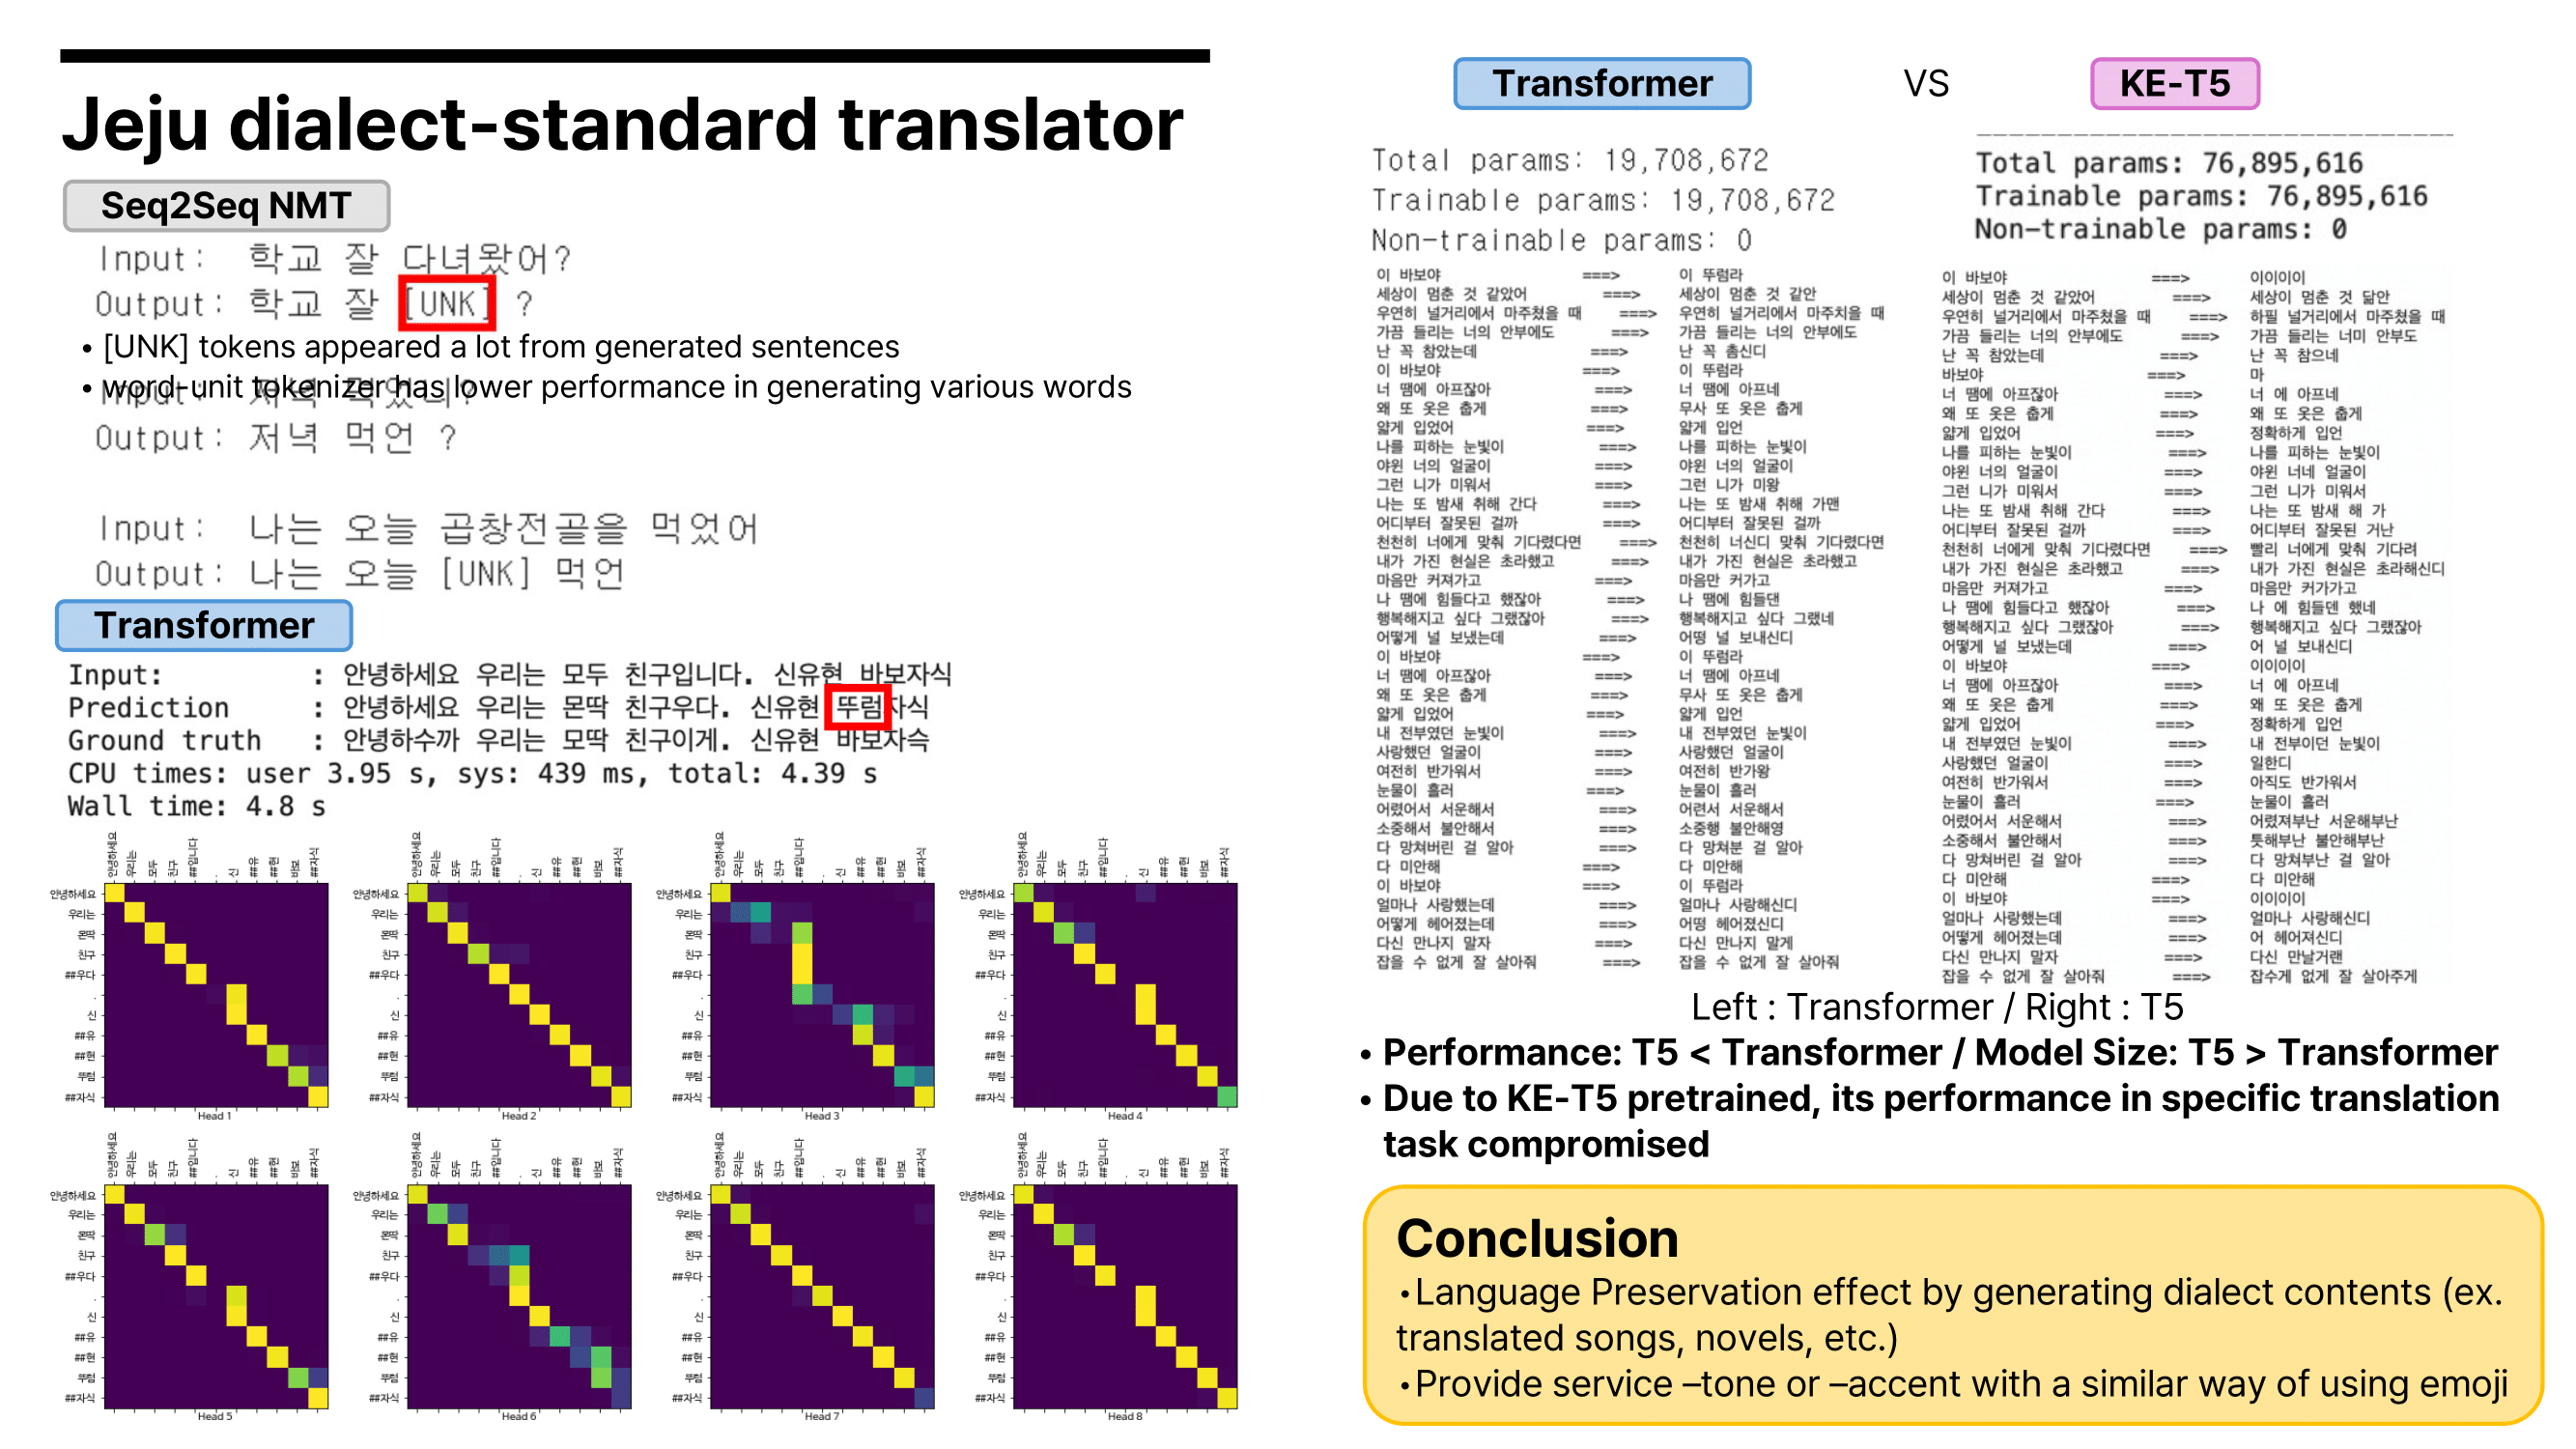 Jeju dialect-standard translator
Seq2Seq NMT
Input: 학교 잘 다녀왔어?
Output: 학교 잘 [UNK] ?
• [UNK] tokens appeared a lot from generated sentences
• word-unit tokenizer has lower performance in generating various words
Output: 저녁 먹언 ?
Input: 나는 오늘 곱창전골을 먹었어
Output: 나는 오늘 [UNK] 먹언
Transformer
Input: : 안녕하세요 우리는 모두 친구입니다. 신유현 바보자식
Prediction : 안녕하세요 우리는 몬딱 친구우다. 신유현 뚜럼자식
Ground truth : 안녕하수까 우리는 모딱 친구이게. 신유현 바보자슥
CPU times: user 3.95 s, sys: 439 ms, total: 4.39 s
Wall time: 4.8 s
안녕하세요 우리는 모두 친구 ##입니다 . 신 ##유 ##현 바보 ##자식
안녕하세요
우리는
몬딱
친구
##우다
.
신
##유
##현
뚜럼
##자식
Head 1
Head 2
Head 3
Head 4
Head 5
Head 6
Head 7
Head 8
Transformer VS KE-T5
Total params: 19,708,672
Trainable params: 19,708,672
Non-trainable params: 0
이 바보야 ===> 이 뚜럼라
세상이 멈춘 것 같았어 ===> 세상이 멈춘 것 같안
우연히 널거리에서 마주쳤을 때 ===> 우연히 널거리에서 마주치을 때
가끔 들리는 너의 안부에도 ===> 가끔 들리는 너의 안부에도
난 꼭 참았는데 ===> 난 꼭 촘신디
이 바보야 ===> 이 뚜럼라
너 땜에 아프잖아 ===> 너 땜에 아프네
왜 또 옷은 춥게 ===> 무사 또 옷은 춥게
얇게 입었어 ===> 얇게 입언
나를 피하는 눈빛이 ===> 나를 피하는 눈빛이
야윈 너의 얼굴이 ===> 야윈 너의 얼굴이
그런 니가 미워서 ===> 그런 니가 미왕
나는 또 밤새 취해 간다 ===> 나는 또 밤새 취해 가맨
어디부터 잘못된 걸까 ===> 어디부터 잘못된 걸까
천천히 너에게 맞춰 기다렸다면 ===> 천천히 너신디 맞춰 기다렸다면
내가 가진 현실은 초라했고 ===> 내가 가진 현실은 초라했고
마음만 커져가고 ===> 마음만 커가고
나 땜에 힘들다고 했잖아 ===> 나 땜에 힘들댄
행복해지고 싶다 그랬잖아 ===> 행복해지고 싶다 그랬네
어떻게 널 보냈는데 ===> 어떵 널 보내신디
이 바보야 ===> 이 뚜럼라
너 땜에 아프잖아 ===> 너 땜에 아프네
왜 또 옷은 춥게 ===> 무사 또 옷은 춥게
얇게 입었어 ===> 얇게 입언
내 전부였던 눈빛이 ===> 내 전부였던 눈빛이
사랑했던 얼굴이 ===> 사랑했던 얼굴이
여전히 반가워서 ===> 여전히 반가왕
눈물이 흘러 ===> 눈물이 흘러
어렸어서 서운해서 ===> 어련서 서운해서
소중해서 불안해서 ===> 소중행 불안해영
다 망쳐버린 걸 알아 ===> 다 망쳐분 걸 알아
다 미안해 ===> 다 미안해
이 바보야 ===> 이 뚜럼라
얼마나 사랑했는데 ===> 얼마나 사랑해신디
어떻게 헤어졌는데 ===> 어떵 헤어졌신디
다신 만나지 말자 ===> 다신 만나지 말게
잡을 수 없게 잘 살아줘 ===> 잡을 수 없게 잘 살아줘
Total params: 76,895,616
Trainable params: 76,895,616
Non-trainable params: 0
이 바보야 ===> 이이이이
세상이 멈춘 것 같았어 ===> 세상이 멈춘 것 닮안
우연히 널거리에서 마주쳤을 때 ===> 하필 널거리에서 마주쳤을 때
가끔 들리는 너의 안부에도 ===> 가끔 들리는 너미 안부도
난 꼭 참았는데 ===> 난 꼭 참으네
바보야 ===> 마
너 땜에 아프잖아 ===> 너 에 아프네
왜 또 옷은 춥게 ===> 왜 또 옷은 춥게
얇게 입었어 ===> 정확하게 입언
나를 피하는 눈빛이 ===> 나를 피하는 눈빛이
야윈 너의 얼굴이 ===> 야윈 너네 얼굴이
그런 니가 미워서 ===> 그런 니가 미워서
나는 또 밤새 취해 간다 ===> 나는 또 밤새 해 가
어디부터 잘못된 걸까 ===> 어디부터 잘못된 거난
천천히 너에게 맞춰 기다렸다면 ===> 빨리 너에게 맞춰 기다려
내가 가진 현실은 초라했고 ===> 내가 가진 현실은 초라해신디
마음만 커져가고 ===> 마음만 커가가고
나 땜에 힘들다고 했잖아 ===> 나 에 힘들덴 했네
행복해지고 싶다 그랬잖아 ===> 행복해지고 싶다 그랬잖아
어떻게 널 보냈는데 ===> 어 널 보내신디
이 바보야 ===> 이이이이
너 땜에 아프잖아 ===> 너 에 아프네
왜 또 옷은 춥게 ===> 왜 또 옷은 춥게
얇게 입었어 ===> 정확하게 입언
내 전부였던 눈빛이 ===> 내 전부이던 눈빛이
사랑했던 얼굴이 ===> 일한디
여전히 반가워서 ===> 아직도 반가워서
눈물이 흘러 ===> 눈물이 흘러
어렸어서 서운해서 ===> 어렸져부난 서운해부난
소중해서 불안해서 ===> 툿해부난 불안해부난
다 망쳐버린 걸 알아 ===> 다 망쳐부난 걸 알아
다 미안해 ===> 다 미안해
이 바보야 ===> 이이이이
얼마나 사랑했는데 ===> 얼마나 사랑해신디
어떻게 헤어졌는데 ===> 어 헤어져신디
다신 만나지 말자 ===> 다신 만날거랜
잡을 수 없게 잘 살아줘 ===> 잡수게 없게 잘 살아주게
Left : Transformer / Right : T5
• Performance: T5 < Transformer / Model Size: T5 > Transformer
• Due to KE-T5 pretrained, its performance in specific translation
task compromised
Conclusion
•Language Preservation effect by generating dialect contents (ex.
translated songs, novels, etc.)
•Provide service –tone or –accent with a similar way of using emoji